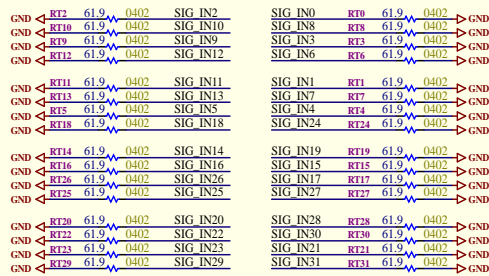 GND RT2 61.9 0402 SIG_IN2 SIG_IN0 RT0 61.9 0402 GND
GND RT10 61.9 0402 SIG_IN10 SIG_IN8 RT8 61.9 0402 GND
GND RT9 61.9 0402 SIG_IN9 SIG_IN3 RT3 61.9 0402 GND
GND RT12 61.9 0402 SIG_IN12 SIG_IN6 RT6 61.9 0402 GND
GND RT11 61.9 0402 SIG_IN11 SIG_IN1 RT1 61.9 0402 GND
GND RT13 61.9 0402 SIG_IN13 SIG_IN7 RT7 61.9 0402 GND
GND RT5 61.9 0402 SIG_IN5 SIG_IN4 RT4 61.9 0402 GND
GND RT18 61.9 0402 SIG_IN18 SIG_IN24 RT24 61.9 0402 GND
GND RT14 61.9 0402 SIG_IN14 SIG_IN19 RT19 61.9 0402 GND
GND RT16 61.9 0402 SIG_IN16 SIG_IN15 RT15 61.9 0402 GND
GND RT26 61.9 0402 SIG_IN26 SIG_IN17 RT17 61.9 0402 GND
GND RT25 61.9 0402 SIG_IN25 SIG_IN27 RT27 61.9 0402 GND
GND RT20 61.9 0402 SIG_IN20 SIG_IN28 RT28 61.9 0402 GND
GND RT22 61.9 0402 SIG_IN22 SIG_IN30 RT30 61.9 0402 GND
GND RT23 61.9 0402 SIG_IN23 SIG_IN21 RT21 61.9 0402 GND
GND RT29 61.9 0402 SIG_IN29 SIG_IN31 RT31 61.9 0402 GND